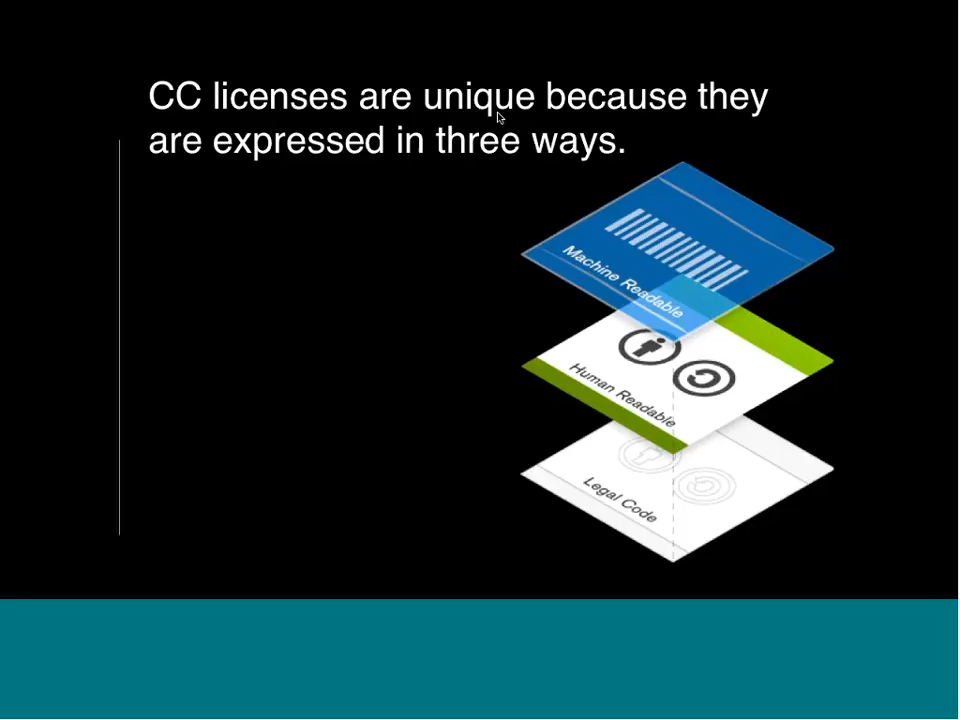 CC licenses are unique because they
are expressed in three ways.
Machine Readable
Human Readable
Legal Code